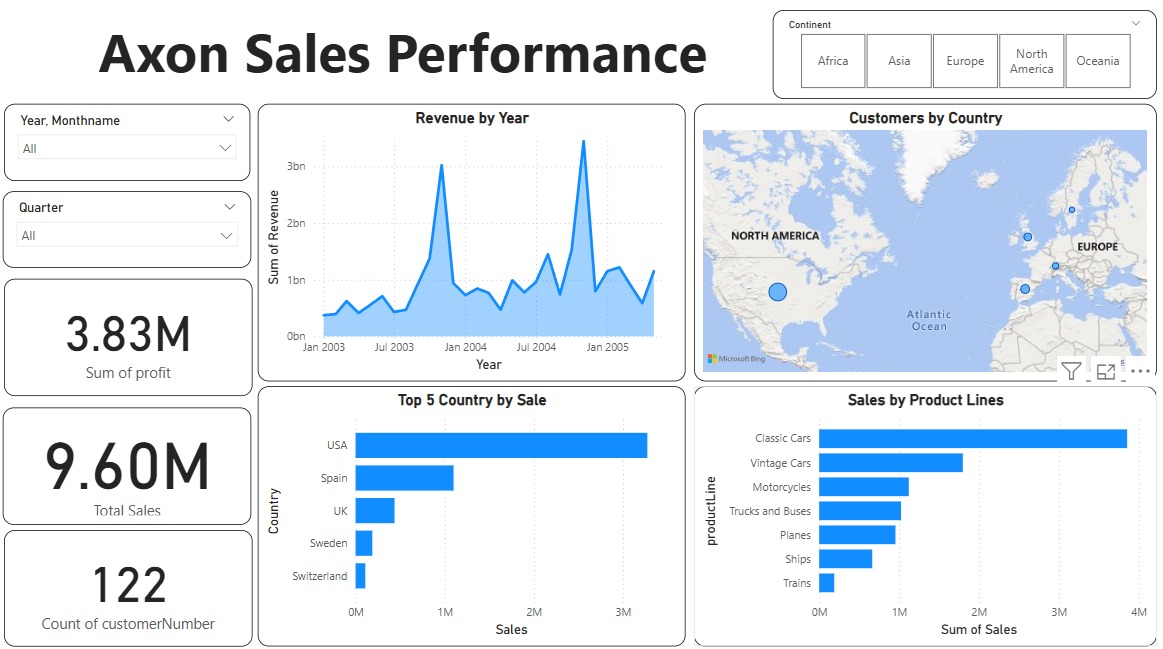 Axon Sales Performance
Continent
Africa
Asia
Europe
North
America
Oceania
Year, Monthname
All
Quarter
All
3.83M
Sum of profit
9.60M
Total Sales
122
Count of customerNumber
Revenue by Year
Sum of Revenue
3bn
2bn
1bn
0bn
Jan 2003
Jul 2003
Jan 2004
Jul 2004
Jan 2005
Year
Customers by Country
NORTH AMERICA
EUROPE
Atlantic
Ocean
Microsoft Bing
Top 5 Country by Sale
Country
USA
Spain
UK
Sweden
Switzerland
0M
1M
2M
3M
Sales
Sales by Product Lines
productLine
Classic Cars
Vintage Cars
Motorcycles
Trucks and Buses
Planes
Ships
Trains
0M
1M
2M
3M
4M
Sum of Sales